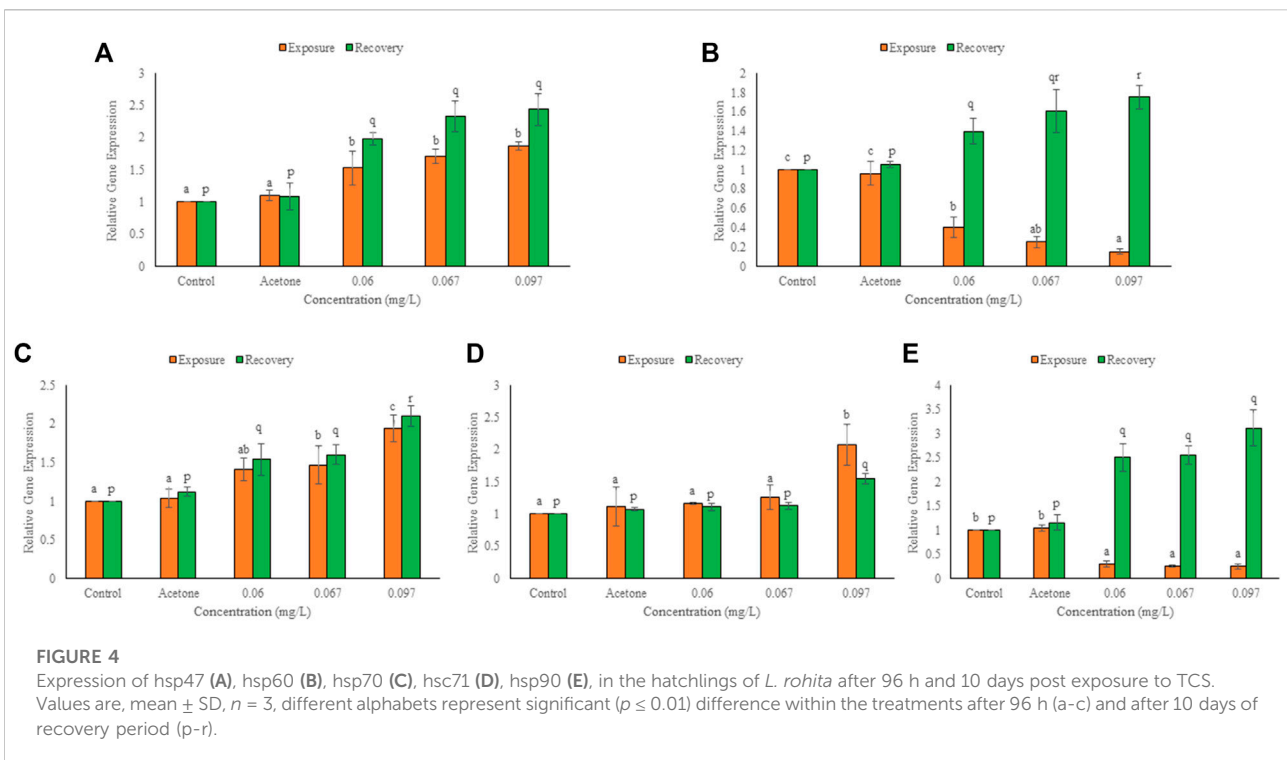 A
Exposure Recovery
Relative Gene Expression
3
2.5
2
1.5
1
0.5
0
a p a p b q b q b q
Control Acetone 0.06 0.067 0.097
Concentration (mg/L)
B
Exposure Recovery
Relative Gene Expression
2
1.8
1.6
1.4
1.2
1
0.8
0.6
0.4
0.2
0
c p c p b q ab qr a r
Control Acetone 0.06 0.067 0.097
Concentration (mg/L)
C
Exposure Recovery
Relative Gene Expression
2.5
2
1.5
1
0.5
0
a p a p ab q b q c r
Control Acetone 0.06 0.067 0.097
Concentration (mg/L)
D
Exposure Recovery
Relative Gene Expression
3
2.5
2
1.5
1
0.5
0
a p a p a p a p b q
Control Acetone 0.06 0.067 0.097
Concentration (mg/L)
E
Exposure Recovery
Relative Gene Expression
4
3.5
3
2.5
2
1.5
1
0.5
0
b p b p a q a q a q
Control Acetone 0.06 0.067 0.097
Concentration (mg/L)
FIGURE 4
Expression of hsp47 (A), hsp60 (B), hsp70 (C), hsc71 (D), hsp90 (E), in the hatchlings of L. rohita after 96 h and 10 days post exposure to TCS.
Values are, mean ± SD, n = 3, different alphabets represent significant (p ≤ 0.01) difference within the treatments after 96 h (a-c) and after 10 days of
recovery period (p-r).